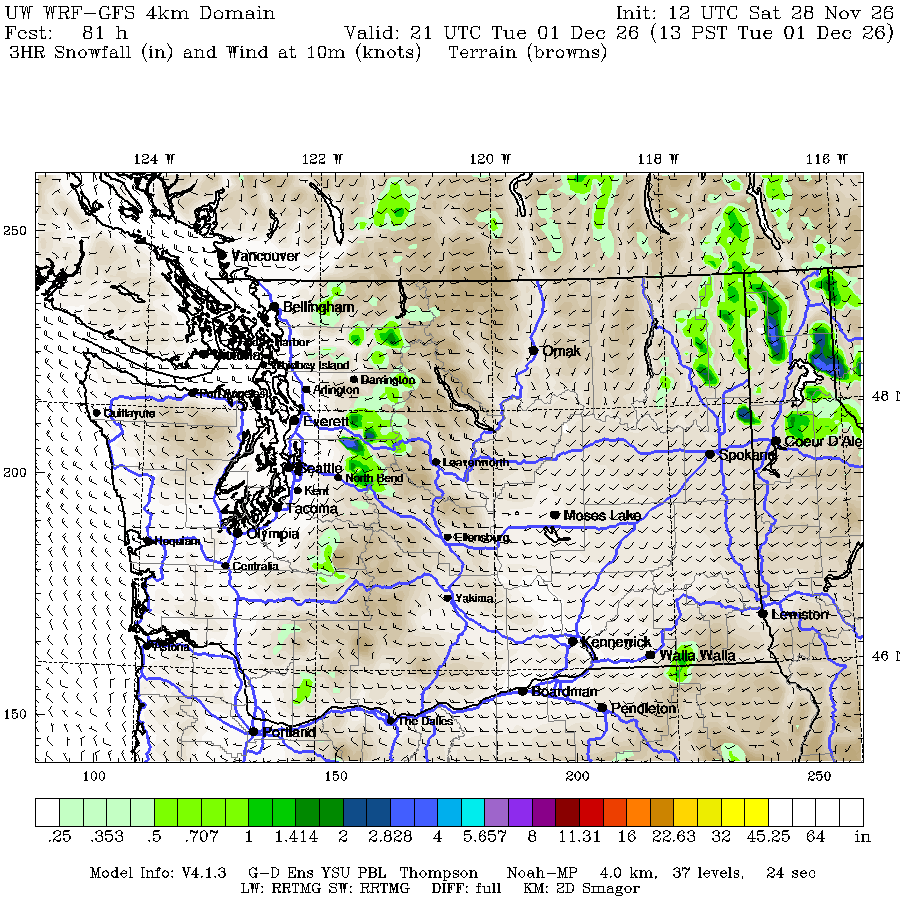 UW WRF-GFS 4km Domain Init: 12 UTC Sat 28 Nov 26
Fcst: 81 h Valid: 21 UTC Tue 01 Dec 26 (13 PST Tue 01 Dec 26)
3HR Snowfall (in) and Wind at 10m (knots) Terrain (browns)
124 W 122 W 120 W 118 W 116 W
250
Vancouver
Bellingham
Harbor
Omak
Whidbey Island
Darrington
Arlington
Port Angeles
48 N
Quillayute
Everett
Coeur D'Ale
Spokane
Leavenworth
200
Seattle
North Bend
Kent
Tacoma
Moses Lake
Olympia
Hoquiam
Ellensburg
Centralia
Yakima
Lewiston
Kennewick
Astoria
Walla Walla
46 N
Boardman
Pendleton
150
The Dalles
Portland
100 150 200 250
.25 .353 .5 .707 1 1.414 2 2.828 4 5.657 8 11.31 16 22.63 32 45.25 64 in
Model Info: V4.1.3 G-D Ens YSU PBL Thompson Noah-MP 4.0 km, 37 levels, 24 sec
LW: RRTMG SW: RRTMG DIFF: full KM: 2D Smagor